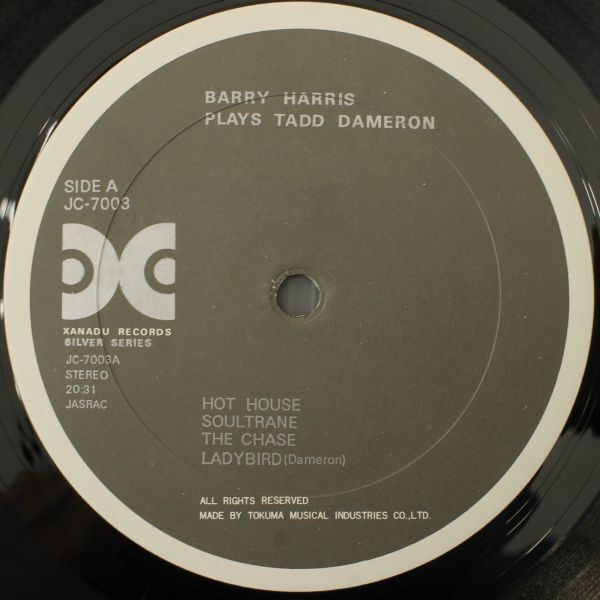 BARRY HARRIS
PLAYS TADD DAMERON
SIDE A
JC-7003
XANADU RECORDS
SILVER SERIES
JC-7003A
STEREO
20:31
JASRAC
HOT HOUSE
SOULTRANE
THE CHASE
LADYBIRD (Dameron)
ALL RIGHTS RESERVED
MADE BY TOKUMA MUSICAL INDUSTRIES CO.,LTD.